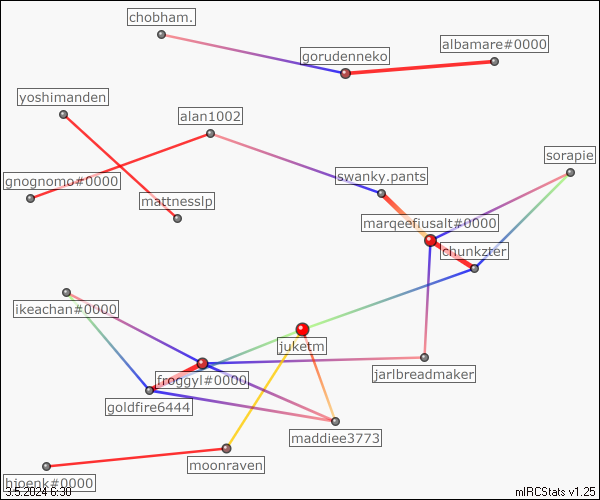 chobham.
albamare#0000
gorudenneko
yoshimanden
alan1002
sorapie
swanky.pants
gnognomo#0000
mattnesslp
marqeefiusalt#0000
chunkzter
ikeachan#0000
juketm
jarlbreadmaker
froggyl#0000
goldfire6444
maddiee3773
moonraven
hioenk#0000
3.5.2024 6:30
mIRCStats v1.25